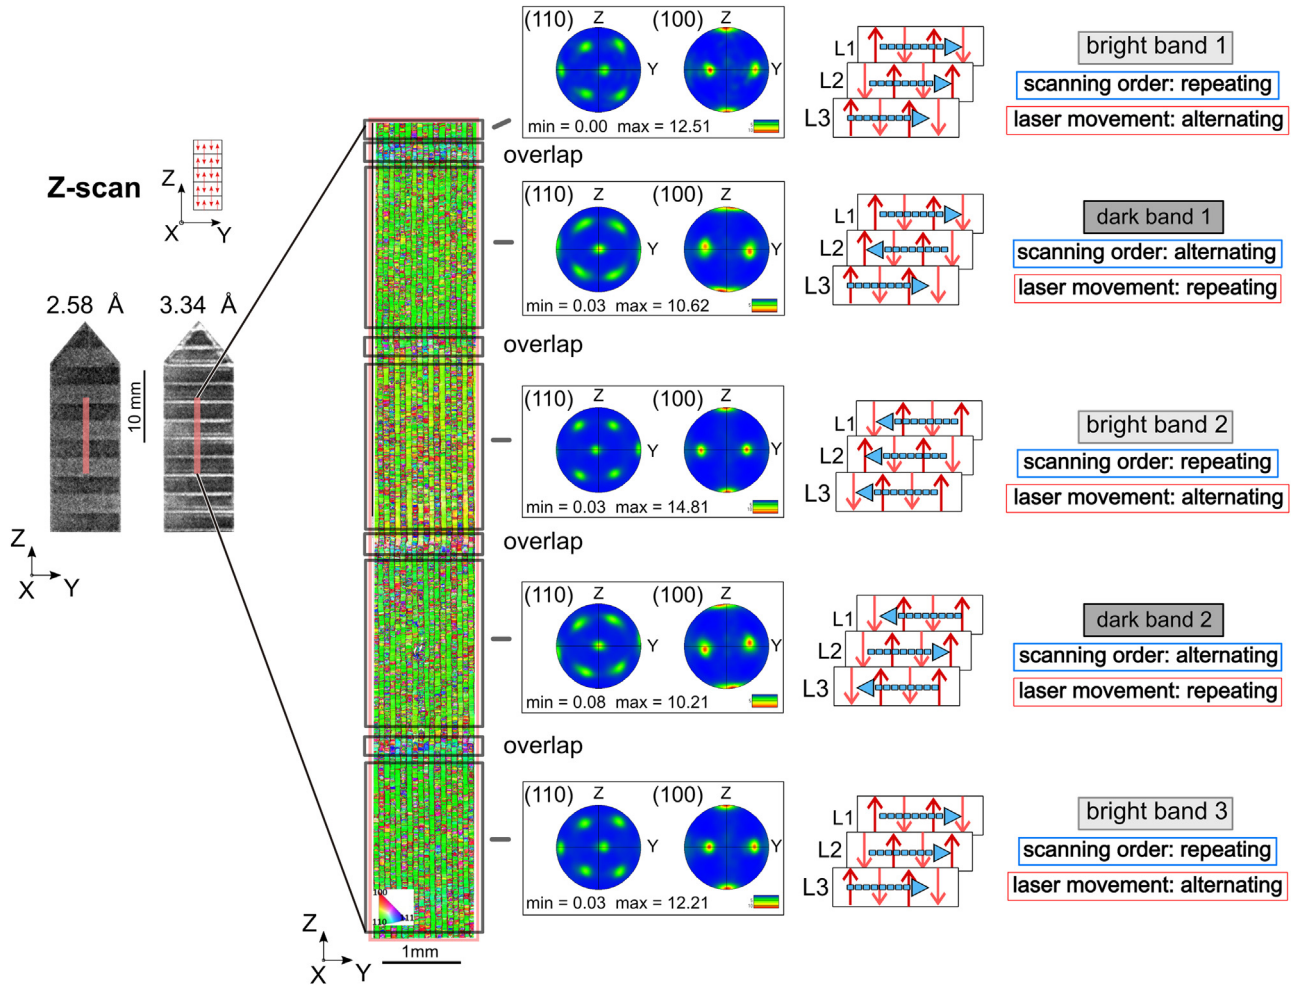 Z-scan
Z
X
Y
2.58 Å
3.34 Å
10 mm
Z
X
Y
(110)
Z
(100)
Y
min = 0.00 max = 12.51
L1
L2
L3
bright band 1
scanning order: repeating
laser movement: alternating
overlap
(110)
Z
(100)
Z
Y
Y
min = 0.03 max = 10.62
L1
L2
L3
dark band 1
scanning order: alternating
laser movement: repeating
overlap
(110)
Z
(100)
Z
Y
Y
min = 0.03 max = 14.81
L1
L2
L3
bright band 2
scanning order: repeating
laser movement: alternating
overlap
(110)
Z
(100)
Z
Y
Y
min = 0.08 max = 10.21
L1
L2
L3
dark band 2
scanning order: alternating
laser movement: repeating
overlap
(110)
Z
(100)
Z
Y
Y
min = 0.03 max = 12.21
L1
L2
L3
bright band 3
scanning order: repeating
laser movement: alternating
100
110
Z
X
Y
1mm